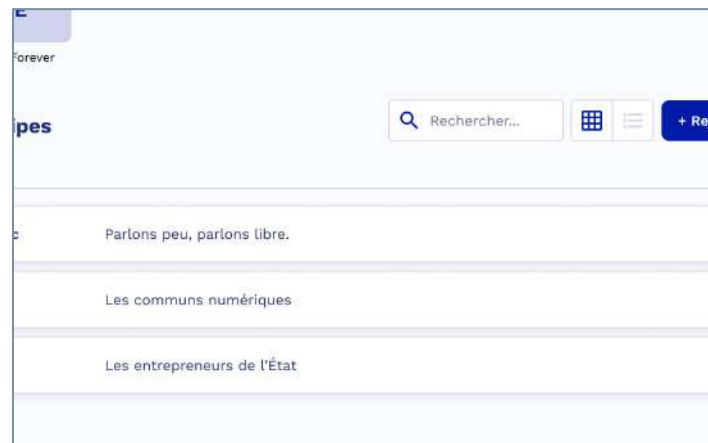 Forever
ipes
Rechercher...
+ Re
c
Parlons peu, parlons libre.
Les communs numériques
Les entrepreneurs de l'État